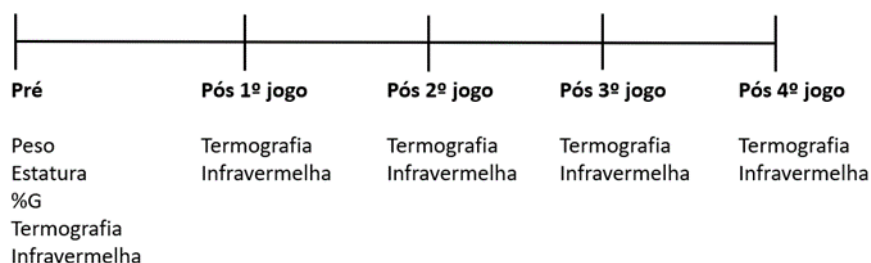 Pré
Pós 1º jogo
Pós 2º jogo
Pós 3º jogo
Pós 4º jogo
Peso
Estatura
%G
Termografia
Infravermelha
Termografia
Infravermelha
Termografia
Infravermelha
Termografia
Infravermelha
Termografia
Infravermelha